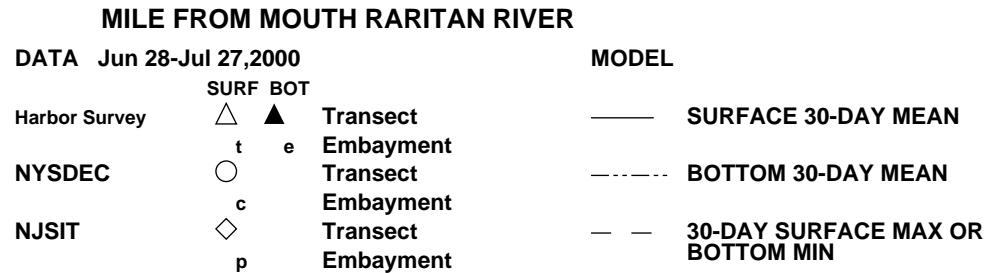 MILE FROM MOUTH RARITAN RIVER
DATA Jun 28-Jul 27,2000 MODEL
SURF BOT
Harbor Survey Transect SURFACE 30-DAY MEAN
t e Embayment
NYSDEC Transect BOTTOM 30-DAY MEAN
c Embayment
NJSIT Transect 30-DAY SURFACE MAX OR
BOTTOM MIN
p Embayment